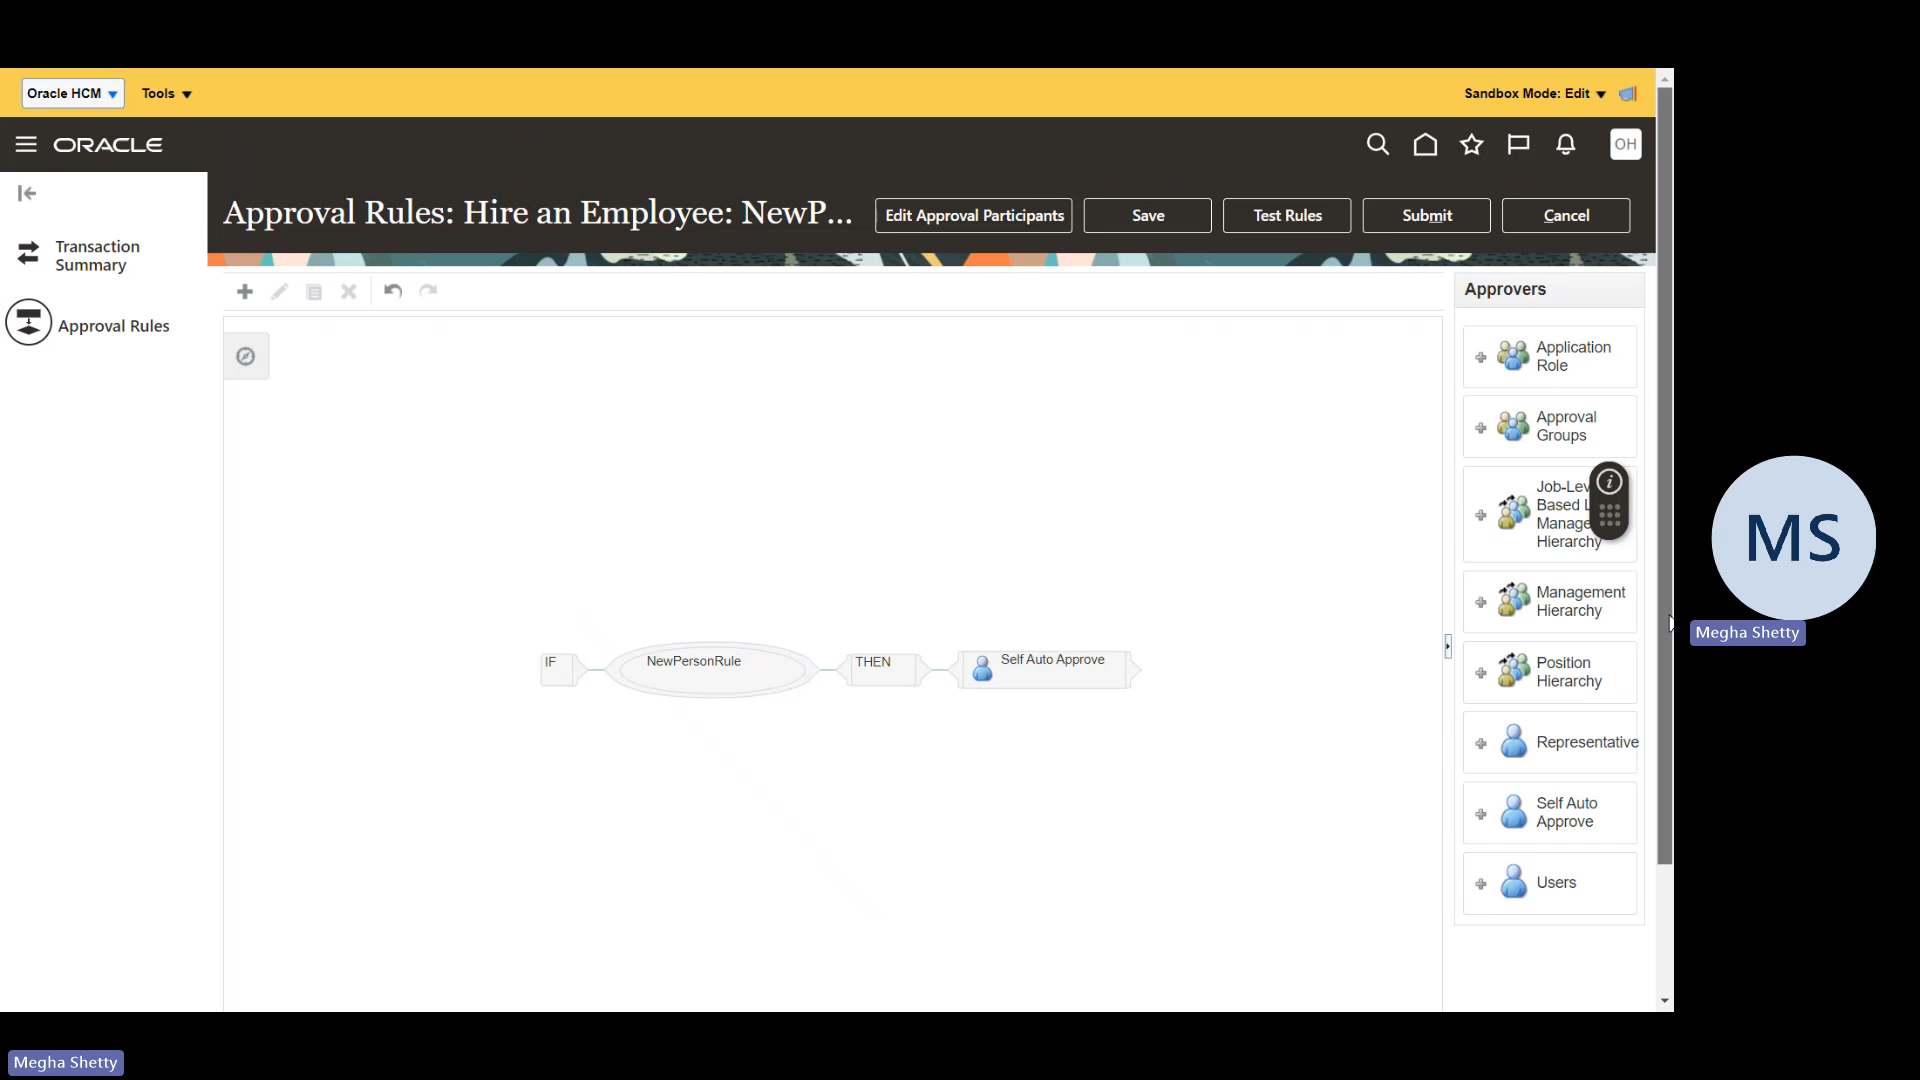 Oracle HCM
Tools
Sandbox Mode: Edit
ORACLE
OH
Transaction
Summary
Approval Rules
Approval Rules: Hire an Employee: NewP...
Edit Approval Participants
Save
Test Rules
Submit
Cancel
IF
NewPersonRule
THEN
Self Auto Approve
Approvers
Application
Role
Approval
Groups
Job-Lev
Based L
Manage
Hierarchy
i
Management
Hierarchy
Position
Hierarchy
Representative
Self Auto
Approve
Users
MS
Megha Shetty
Megha Shetty